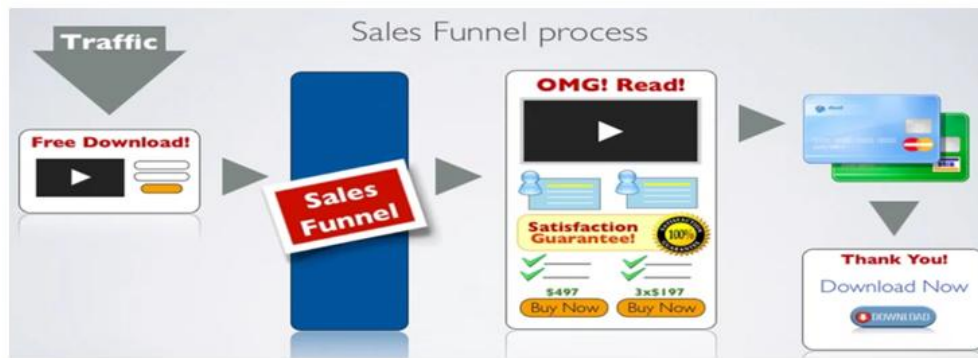 Sales Funnel process
Traffic
Free Download!
Sales
Funnel
OMG! Read!
Satisfaction
Guarantee!
100%
$497
3x$197
Buy Now
Buy Now
Thank You!
Download Now
DOWNLOAD